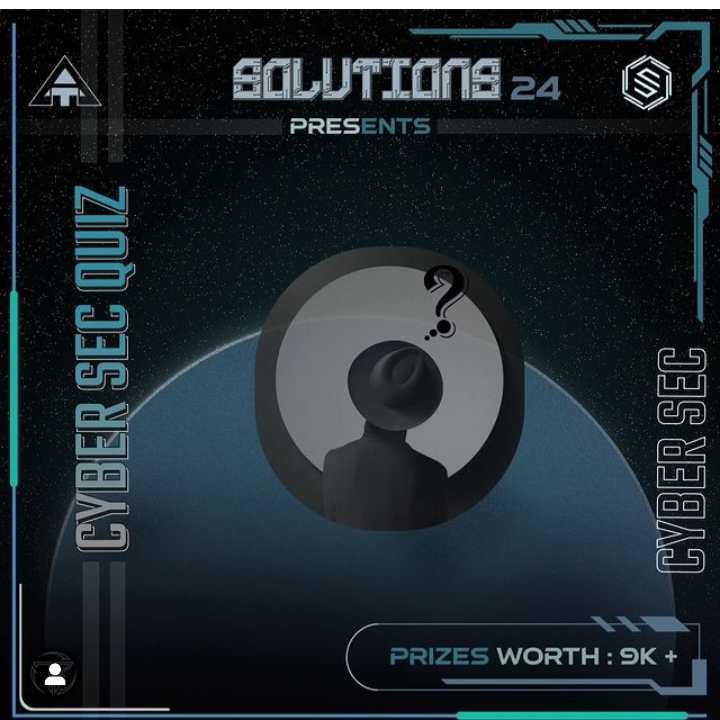 SOLUTIONS 24
PRESENTS
CYBER SEC QUIZ
?
CYBER SEC
PRIZES WORTH : 9K +